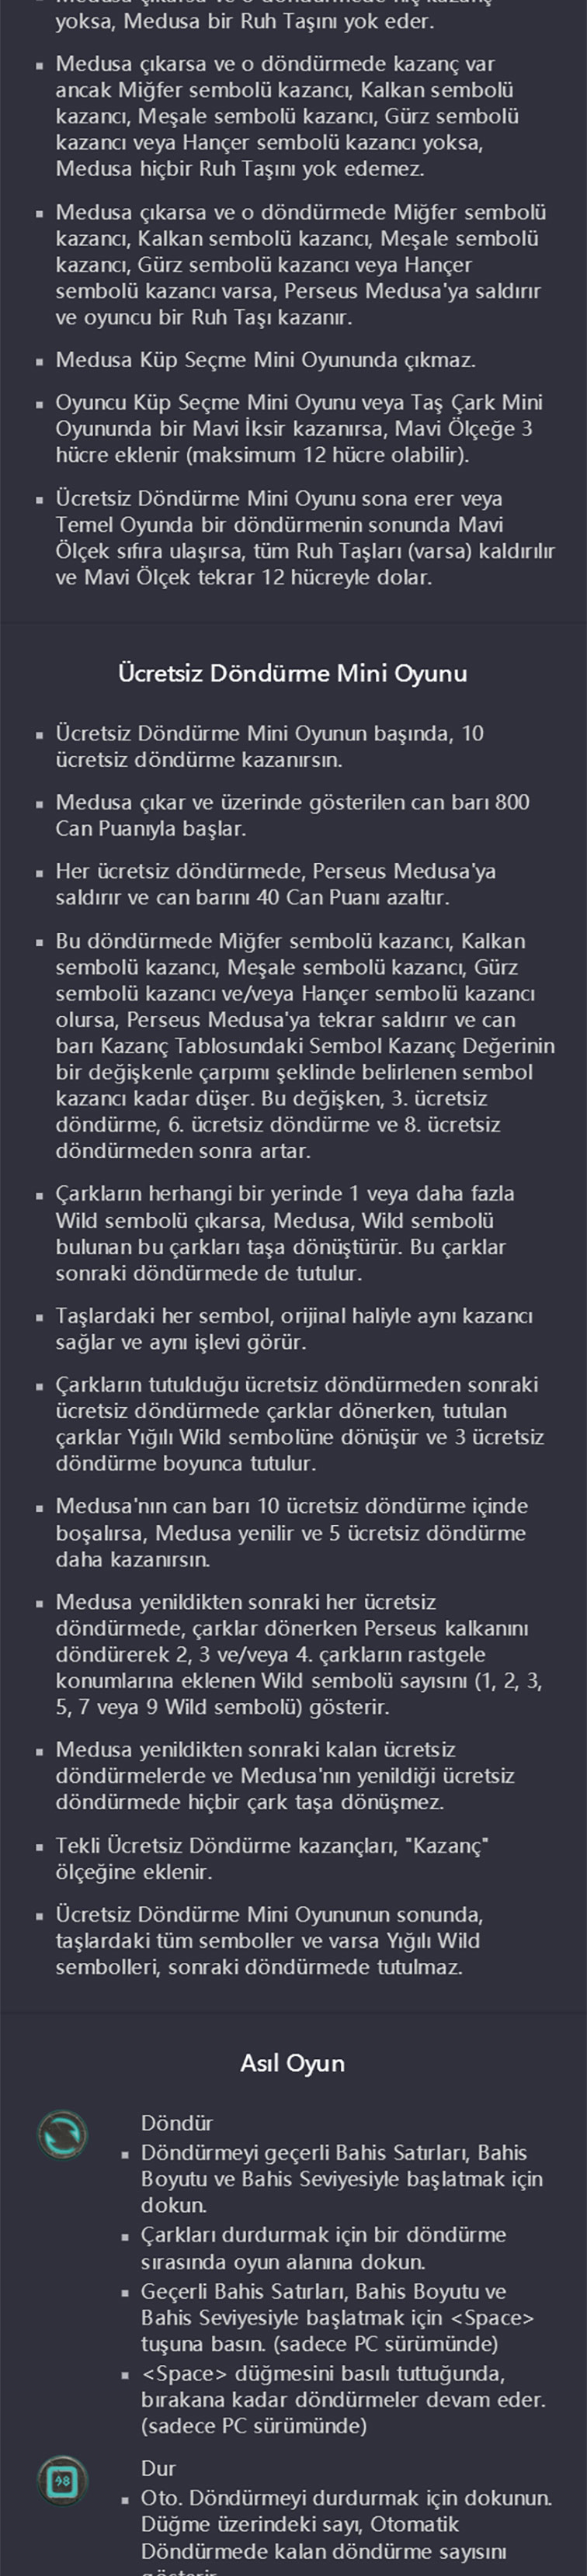 yoksa, Medusa bir Ruh Taşını yok eder.
Medusa çıkarsa ve o döndürmede kazanç var
ancak Miğfer sembolü kazancı, Kalkan sembolü
kazancı, Meşale sembolü kazancı, Gürz sembolü
kazancı veya Hançer sembolü kazancı yoksa,
Medusa hiçbir Ruh Taşını yok edemez.
Medusa çıkarsa ve o döndürmede Miğfer sembolü
kazancı, Kalkan sembolü kazancı, Meşale sembolü
kazancı, Gürz sembolü kazancı veya Hançer
sembolü kazancı varsa, Perseus Medusa'ya saldırır
ve oyuncu bir Ruh Taşı kazanır.
Medusa Küp Seçme Mini Oyununda çıkmaz.
Oyuncu Küp Seçme Mini Oyunu veya Taş Çark Mini
Oyununda bir Mavi İksir kazanırsa, Mavi Ölçeğe 3
hücre eklenir (maksimum 12 hücre olabilir).
Ücretsiz Döndürme Mini Oyunu sona erer veya
Temel Oyunda bir döndürmenin sonunda Mavi
Ölçek sıfıra ulaşırsa, tüm Ruh Taşları (varsa) kaldırılır
ve Mavi Ölçek tekrar 12 hücreyle dolar.
Ücretsiz Döndürme Mini Oyunu
Ücretsiz Döndürme Mini Oyunun başında, 10
ücretsiz döndürme kazanırsın.
Medusa çıkar ve üzerinde gösterilen can barı 800
Can Puanıyla başlar.
Her ücretsiz döndürmede, Perseus Medusa'ya
saldırır ve can barını 40 Can Puanı azaltır.
Bu döndürmede Miğfer sembolü kazancı, Kalkan
sembolü kazancı, Meşale sembolü kazancı, Gürz
sembolü kazancı ve/veya Hançer sembolü kazancı
olursa, Perseus Medusa'ya tekrar saldırır ve can
barı Kazanç Tablosundaki Sembol Kazanç Değerinin
bir değişkenle çarpımı şeklinde belirlenen sembol
kazancı kadar düşer. Bu değişken, 3. ücretsiz
döndürme, 6. ücretsiz döndürme ve 8. ücretsiz
döndürmeden sonra artar.
Çarkların herhangi bir yerinde 1 veya daha fazla
Wild sembolü çıkarsa, Medusa, Wild sembolü
bulunan bu çarkları taşa dönüştürür. Bu çarklar
sonraki döndürmede de tutulur.
Taşlardaki her sembol, orijinal haliyle aynı kazancı
sağlar ve aynı işlevi görür.
Çarkların tutulduğu ücretsiz döndürmeden sonraki
ücretsiz döndürmede çarklar dönerken, tutulan
çarklar Yığılı Wild sembolüne dönüşür ve 3 ücretsiz
döndürme boyunca tutulur.
Medusa'nın can barı 10 ücretsiz döndürme içinde
boşalırsa, Medusa yenilir ve 5 ücretsiz döndürme
daha kazanırsın.
Medusa yenildikten sonraki her ücretsiz
döndürmede, çarklar dönerken Perseus kalkanını
döndürerek 2, 3 ve/veya 4. çarkların rastgele
konumlarına eklenen Wild sembolü sayısını (1, 2, 3,
5, 7 veya 9 Wild sembolü) gösterir.
Medusa yenildikten sonraki kalan ücretsiz
döndürmelerde ve Medusa'nın yenildiği ücretsiz
döndürmede hiçbir çark taşa dönüşmez.
Tekli Ücretsiz Döndürme kazançları, "Kazanç"
ölçeğine eklenir.
Ücretsiz Döndürme Mini Oyununun sonunda,
taşlardaki tüm semboller ve varsa Yığılı Wild
sembolleri, sonraki döndürmede tutulmaz.
Asıl Oyun
Döndür
Döndürmeyi geçerli Bahis Satırları, Bahis
Boyutu ve Bahis Seviyesiyle başlatmak için
dokun.
Çarkları durdurmak için bir döndürme
sırasında oyun alanına dokun.
Geçerli Bahis Satırları, Bahis Boyutu ve
Bahis Seviyesiyle başlatmak için <Space>
tuşuna basın. (sadece PC sürümünde)
<Space> düğmesini basılı tuttuğunda,
bırakana kadar döndürmeler devam eder.
(sadece PC sürümünde)
48
Dur
Oto. Döndürmeyi durdurmak için dokunun.
Düğme üzerindeki sayı, Otomatik
Döndürmede kalan döndürme sayısını